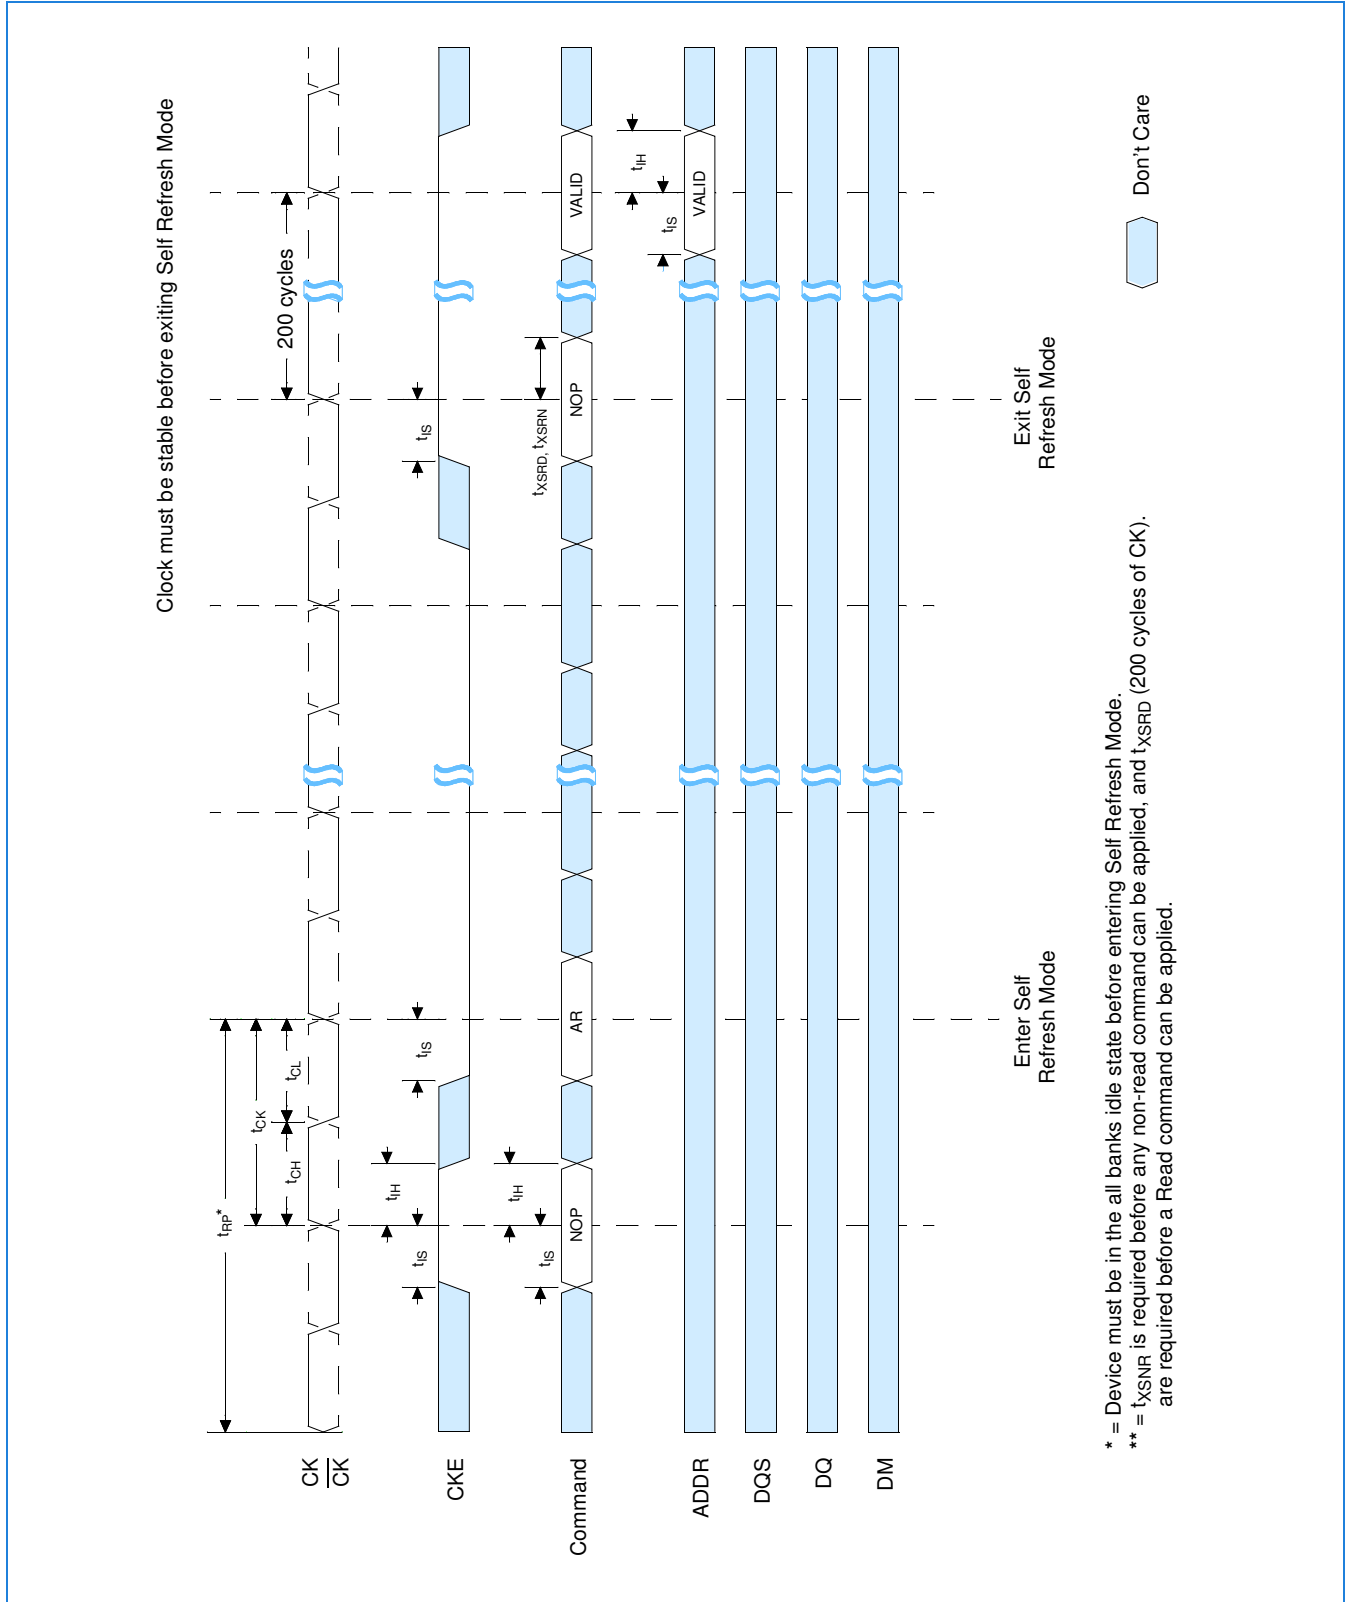 Clock must be stable before exiting Self Refresh Mode
tRP*
tCK
tCH
tCL
200 cycles
CK
CK
tIS
tIH
tIS
tIS
CKE
tIS
tIH
tXSRD, tXSRN
Command
NOP
AR
NOP
VALID
tIS
tIH
ADDR
VALID
DQS
DQ
DM
Enter Self
Refresh Mode
Exit Self
Refresh Mode
Don't Care
* = Device must be in the all banks idle state before entering Self Refresh Mode.
** = tXSNR is required before any non-read command can be applied, and tXSRD (200 cycles of CK).
are required before a Read command can be applied.